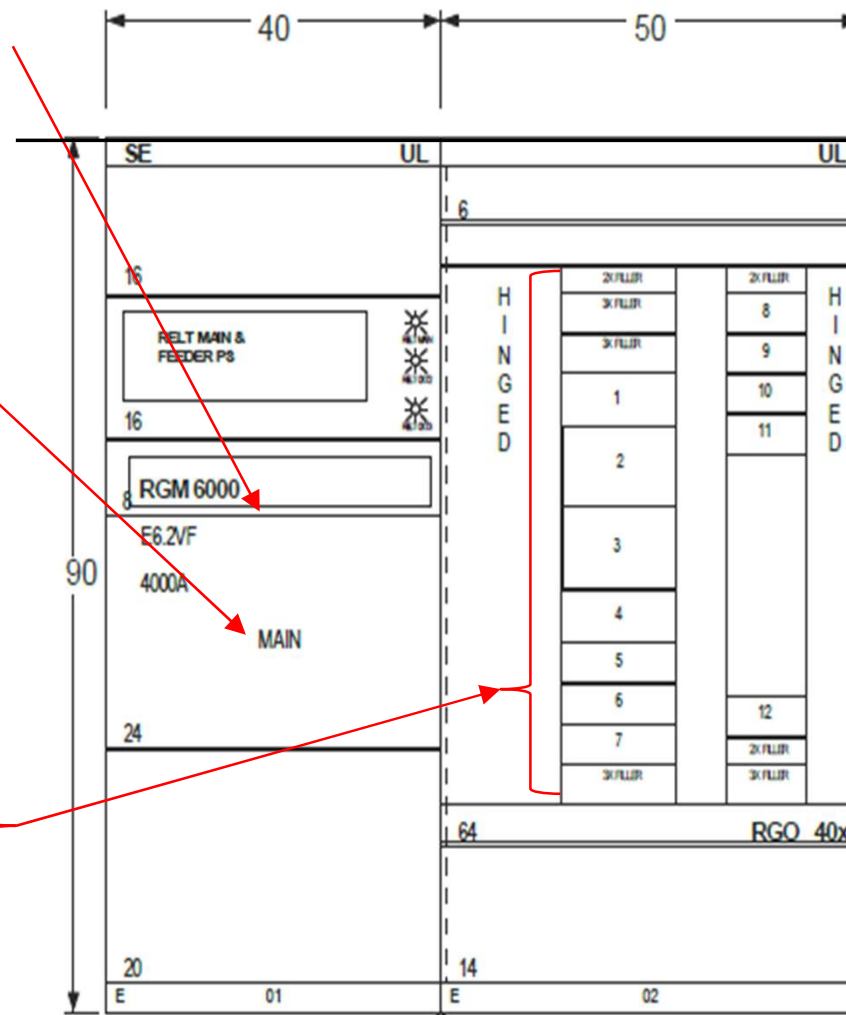 40
50
SE UL
UL
6
16
RELT MAIN &
FEEDER PS
16
RGM 6000
8
E6.2VF
4000A
MAIN
24
90
20
E 01
HINGED
2X FILLER
3X FILLER
3X FILLER
1
2
3
4
5
6
7
3X FILLER
2X FILLER
8
9
10
11
12
2X FILLER
3X FILLER
HINGED
64 RGO 40x
14
E 02